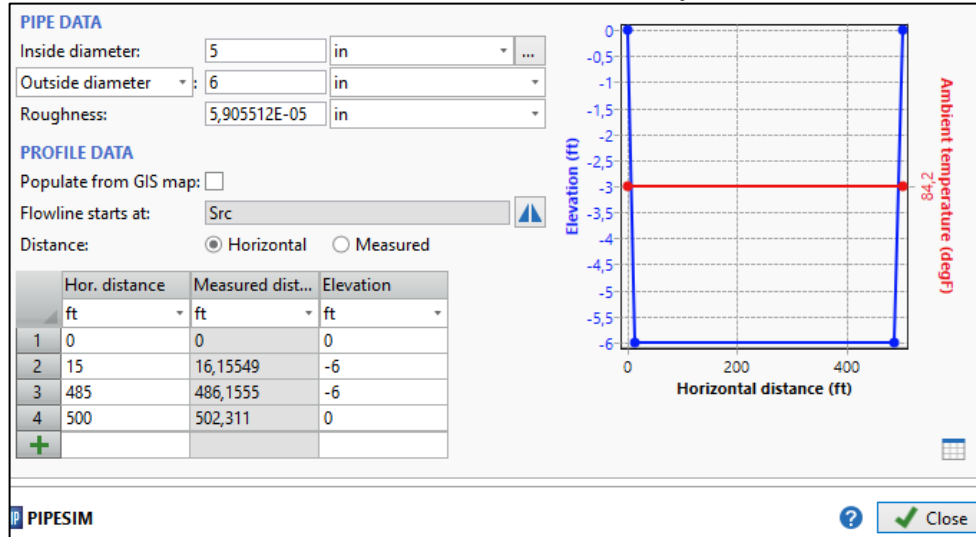 PIPE DATA
Inside diameter: 5 in ...
Outside diameter : 6 in
Roughness: 5,905512E-05 in
PROFILE DATA
Populate from GIS map:
Flowline starts at: Src
Distance: Horizontal Measured
Hor. distance Measured dist... Elevation
ft ft ft
1 0 0 0
2 15 16,15549 -6
3 485 486,1555 -6
4 500 502,311 0
0
-0,5
-1
-1,5
-2
-2,5
-3
-3,5
-4
-4,5
-5
-5,5
-6
Elevation (ft)
0 200 400
Horizontal distance (ft)
84,2
Ambient temperature (degF)
PIPESIM
? Close